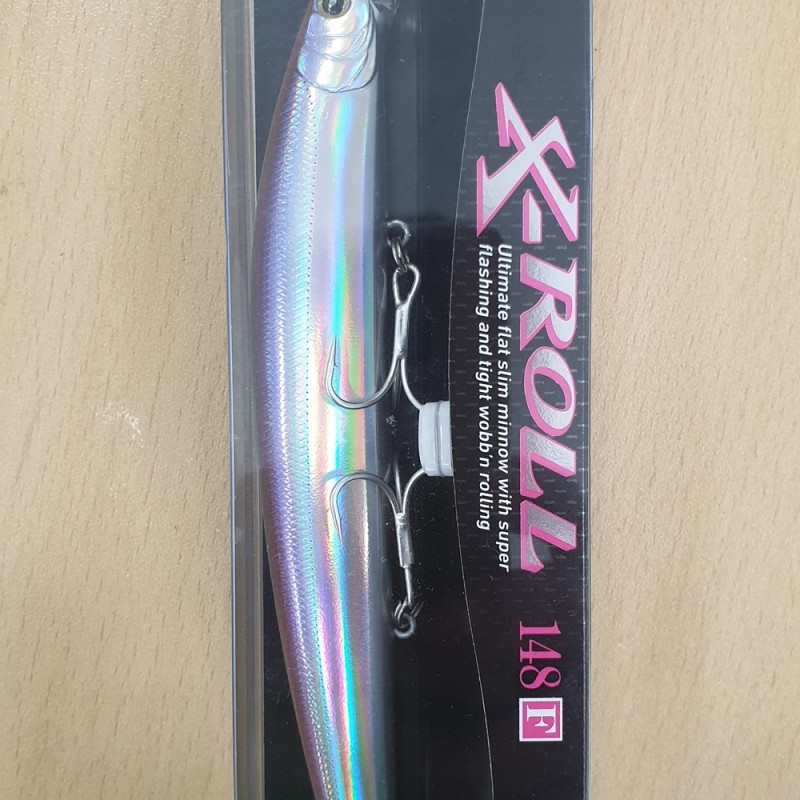 X-ROLL
Ultimate flat slim minnow with super
flashing and tight wobb'n rolling
148 F